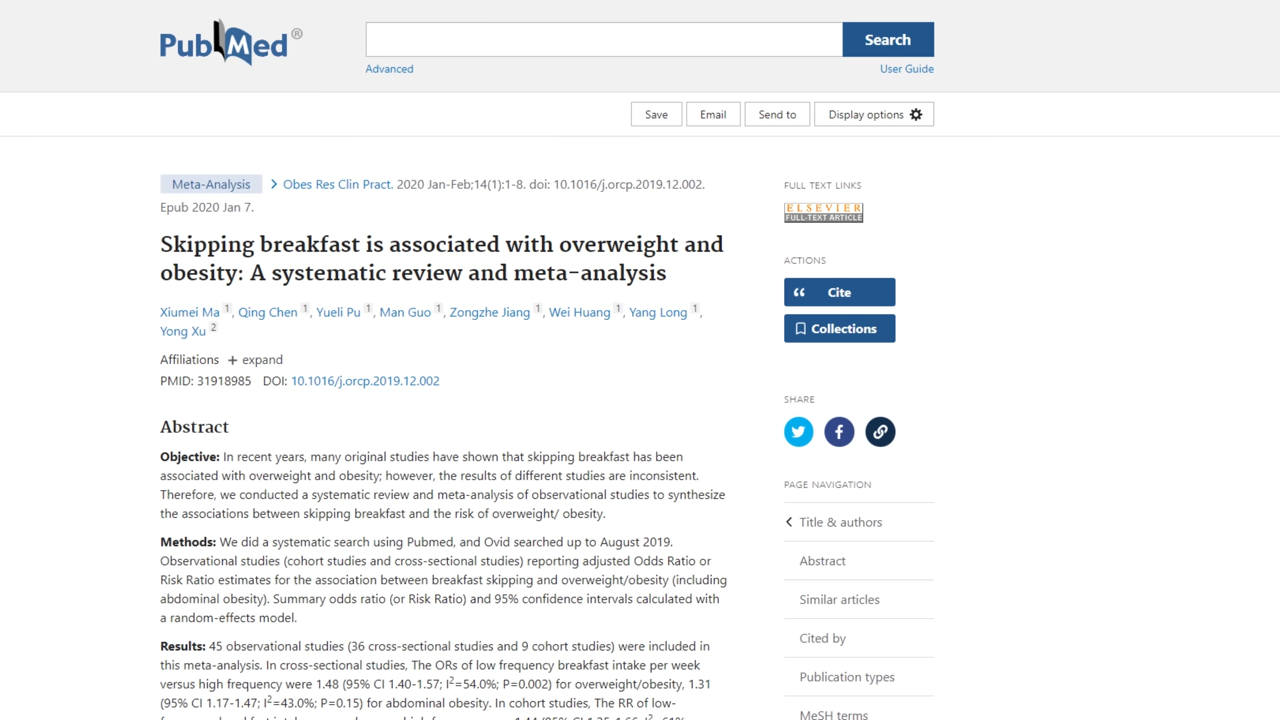 PubMed®
Search
Advanced
User Guide
Save
Email
Send to
Display options
Meta-Analysis
Obes Res Clin Pract. 2020 Jan-Feb;14(1):1-8. doi: 10.1016/j.orcp.2019.12.002.
Epub 2020 Jan 7.
Skipping breakfast is associated with overweight and
obesity: A systematic review and meta-analysis
Xiumei Ma 1, Qing Chen 1, Yueli Pu 1, Man Guo 1, Zongzhe Jiang 1, Wei Huang 1, Yang Long 1,
Yong Xu 2
Affiliations + expand
PMID: 31918985 DOI: 10.1016/j.orcp.2019.12.002
Abstract
Objective: In recent years, many original studies have shown that skipping breakfast has been
associated with overweight and obesity; however, the results of different studies are inconsistent.
Therefore, we conducted a systematic review and meta-analysis of observational studies to synthesize
the associations between skipping breakfast and the risk of overweight/ obesity.
Methods: We did a systematic search using Pubmed, and Ovid searched up to August 2019.
Observational studies (cohort studies and cross-sectional studies) reporting adjusted Odds Ratio or
Risk Ratio estimates for the association between breakfast skipping and overweight/obesity (including
abdominal obesity). Summary odds ratio (or Risk Ratio) and 95% confidence intervals calculated with
a random-effects model.
Results: 45 observational studies (36 cross-sectional studies and 9 cohort studies) were included in
this meta-analysis. In cross-sectional studies, The ORs of low frequency breakfast intake per week
versus high frequency were 1.48 (95% CI 1.40-1.57; I2=54.0%; P=0.002) for overweight/obesity, 1.31
(95% CI 1.17-1.47; I2=43.0%; P=0.15) for abdominal obesity. In cohort studies, The RR of low-
FULL TEXT LINKS
ELSEVIER
FULL-TEXT ARTICLE
ACTIONS
Cite
Collections
SHARE
PAGE NAVIGATION
Title & authors
Abstract
Similar articles
Cited by
Publication types
MeSH terms